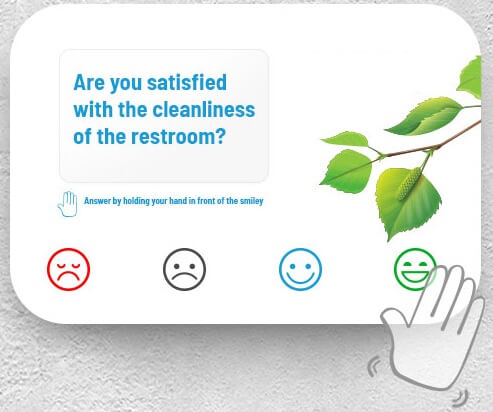 Are you satisfied
with the cleanliness
of the restroom?
Answer by holding your hand in front of the smiley